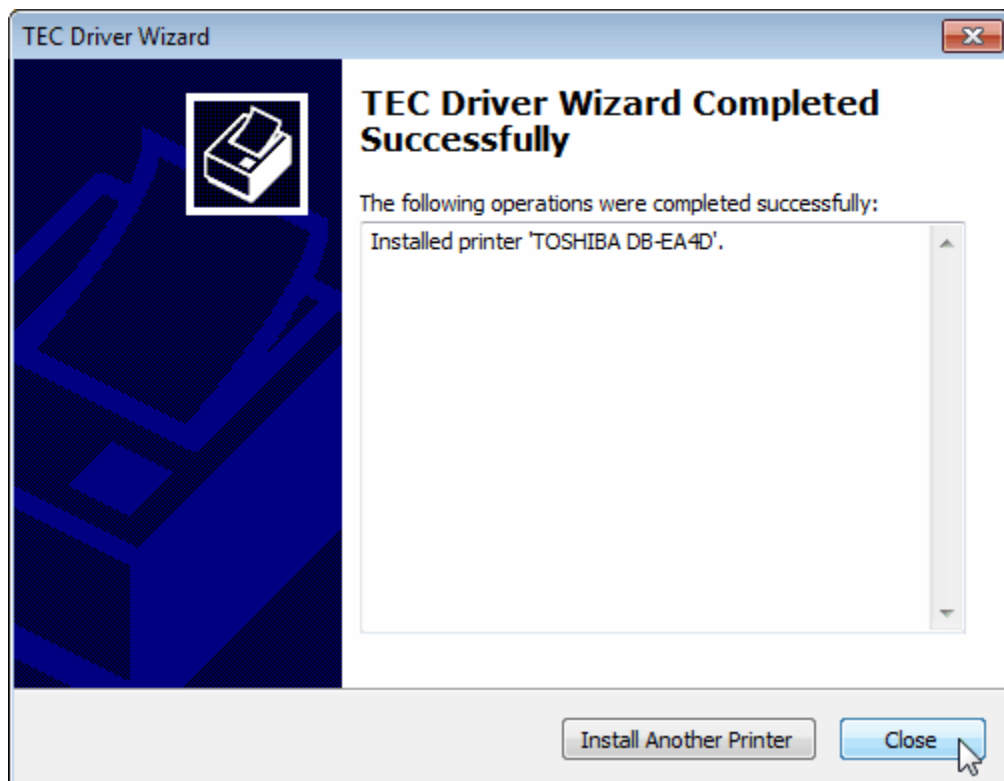 TEC Driver Wizard
TEC Driver Wizard Completed
Successfully
The following operations were completed successfully:
Installed printer 'TOSHIBA DB-EA4D'.
Install Another Printer
Close